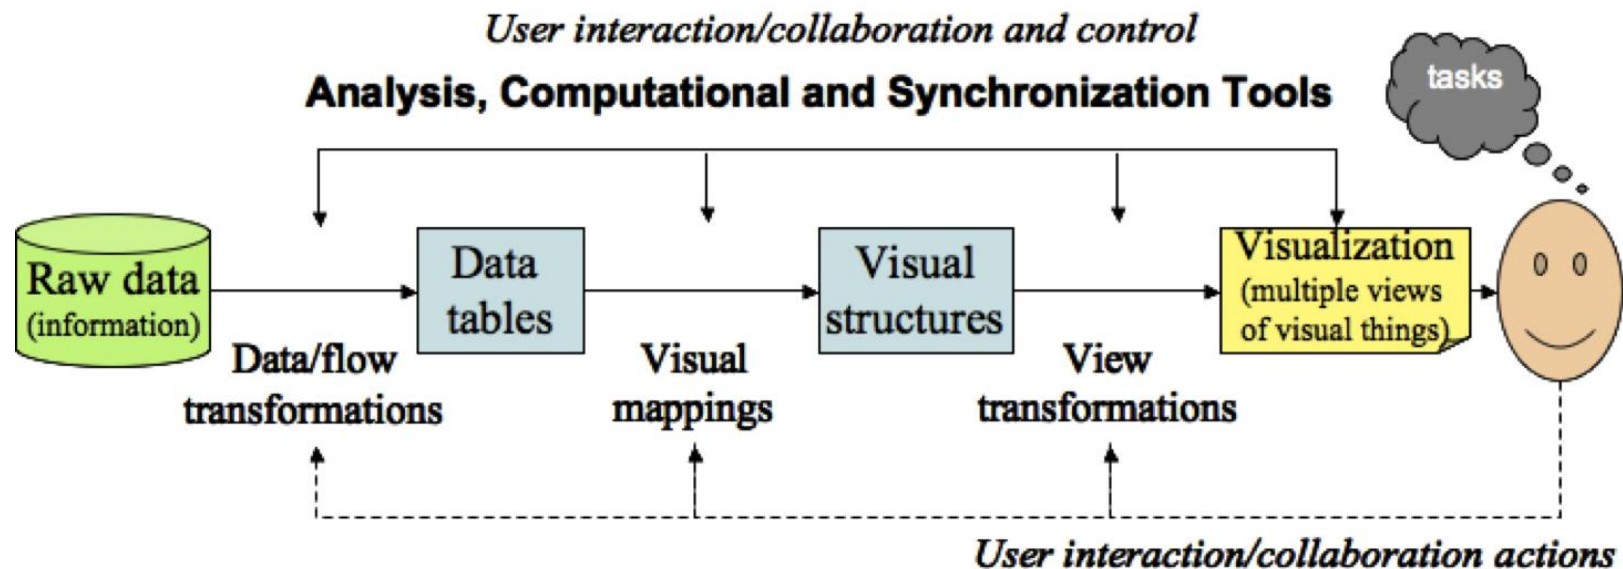 User interaction/collaboration and control
Analysis, Computational and Synchronization Tools
tasks
Raw data
(information)
Data/flow
transformations
Data
tables
Visual
mappings
Visual
structures
View
transformations
Visualization
(multiple views
of visual things)
User interaction/collaboration actions